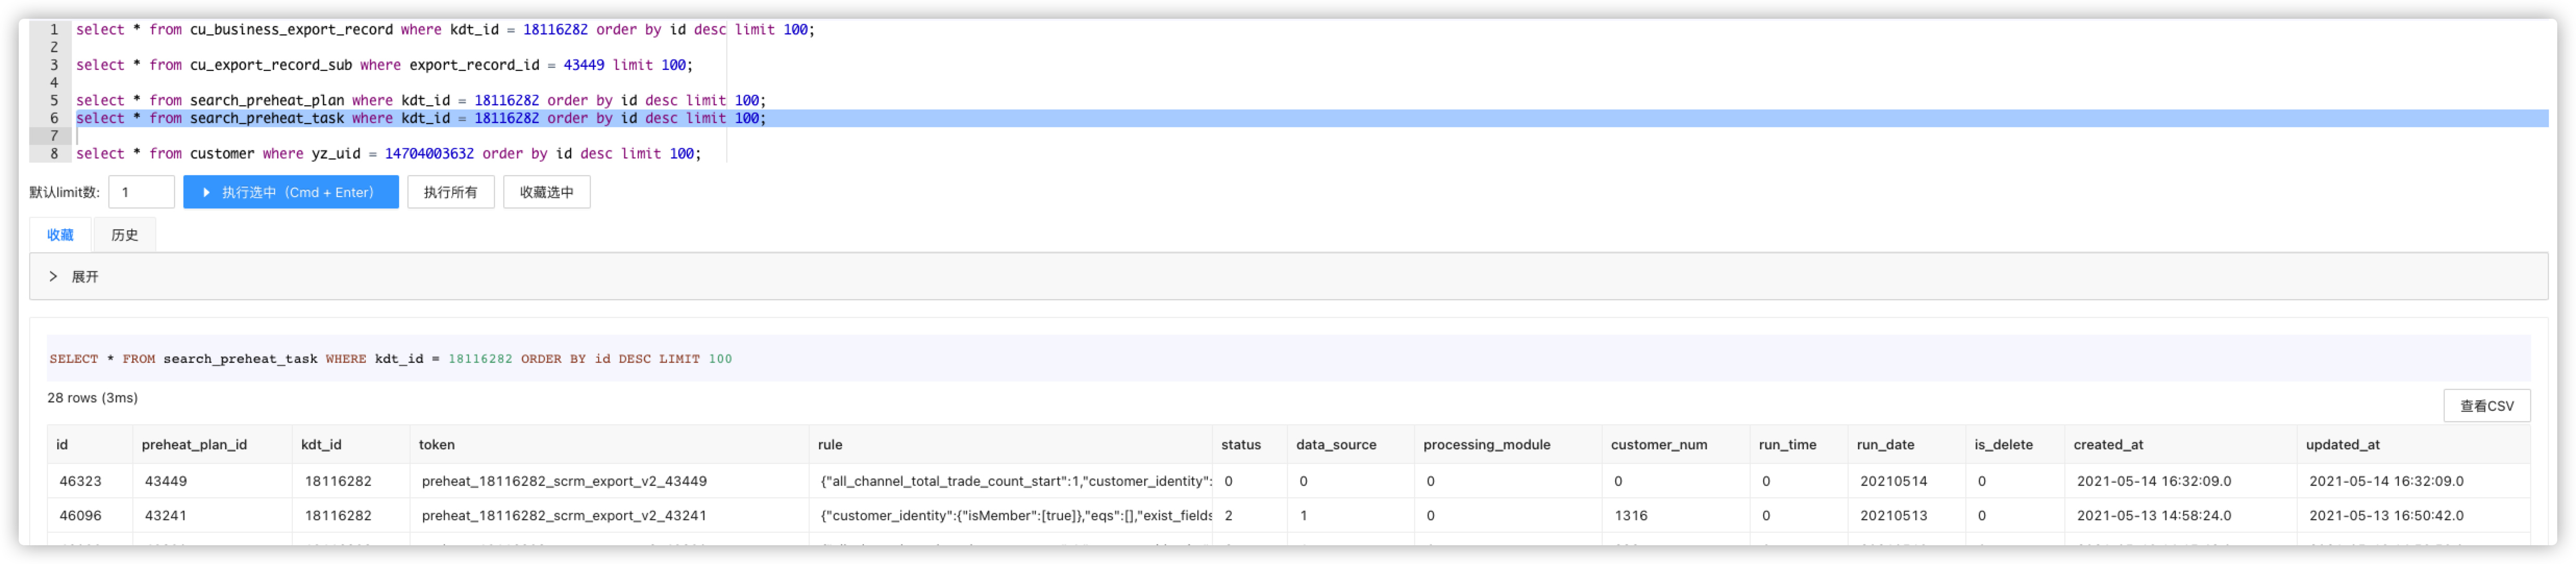 1 select * from cu_business_export_record where kdt_id = 18116282 order by id desc limit 100;
2
3 select * from cu_export_record_sub where export_record_id = 43449 limit 100;
4
5 select * from search_preheat_plan where kdt_id = 18116282 order by id desc limit 100;
6 select * from search_preheat_task where kdt_id = 18116282 order by id desc limit 100;
7
8 select * from customer where yz_uid = 14704003632 order by id desc limit 100;
默认limit数: 1 执行选中（Cmd + Enter） 执行所有 收藏选中
收藏 历史
展开
SELECT * FROM search_preheat_task WHERE kdt_id = 18116282 ORDER BY id DESC LIMIT 100
28 rows (3ms)
查看CSV
id preheat_plan_id kdt_id token rule status data_source processing_module customer_num run_time run_date is_delete created_at updated_at
46323 43449 18116282 preheat_18116282_scrm_export_v2_43449 {"all_channel_total_trade_count_start":1,"customer_identity": 0 0 0 0 0 20210514 0 2021-05-14 16:32:09.0 2021-05-14 16:32:09.0
46096 43241 18116282 preheat_18116282_scrm_export_v2_43241 {"customer_identity":{"isMember":[true]},"eqs":[],"exist_fields 2 1 0 1316 0 20210513 0 2021-05-13 14:58:24.0 2021-05-13 16:50:42.0